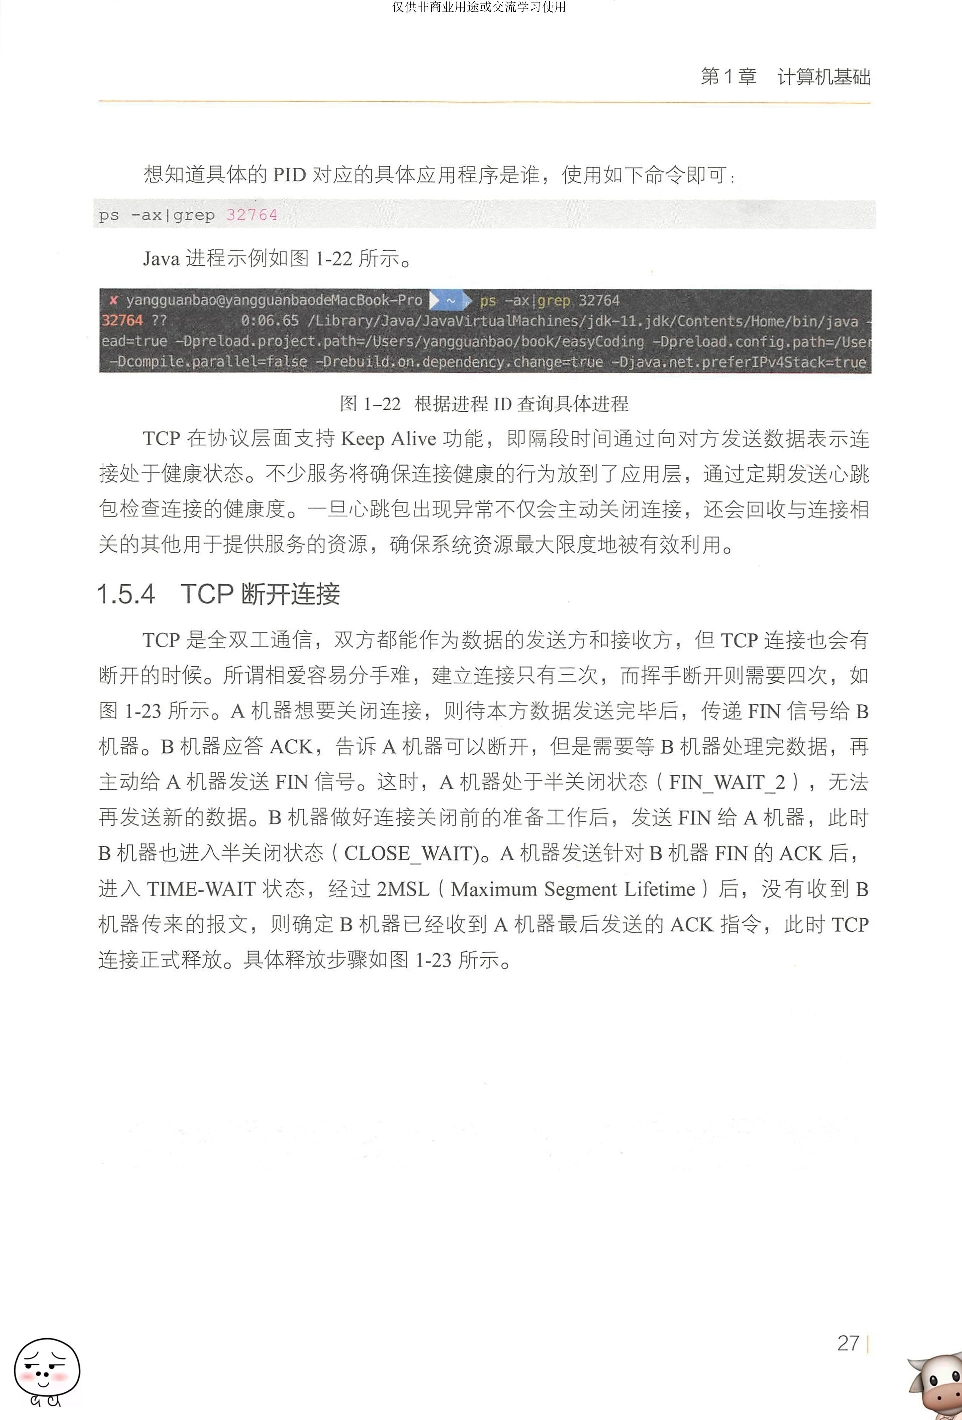 仅供非商业用途或交流学习使用
第 1 章 计算机基础
想知道具体的 PID 对应的具体应用程序是谁，使用如下命令即可：
ps -ax|grep 32764
Java 进程示例如图 1-22 所示。
✘ yangguanbao@yangguanbaodeMacBook-Pro ~ ps -ax|grep 32764
32764 ?? 0:06.65 /Library/Java/JavaVirtualMachines/jdk-11.jdk/Contents/Home/bin/java -
ead=true -Dpreload.project.path=/Users/yangguanbao/book/easyCoding -Dpreload.config.path=/User
-Dcompile.parallel=false -Drebuild.on.dependency.change=true -Djava.net.preferIPv4Stack=true
图 1-22 根据进程 ID 查询具体进程
TCP 在协议层面支持 Keep Alive 功能，即隔段时间通过向对方发送数据表示连
接处于健康状态。不少服务将确保连接健康的行为放到了应用层，通过定期发送心跳
包检查连接的健康度。一旦心跳包出现异常不仅会主动关闭连接，还会回收与连接相
关的其他用于提供服务的资源，确保系统资源最大限度地被有效利用。
1.5.4 TCP 断开连接
TCP 是全双工通信，双方都能作为数据的发送方和接收方，但 TCP 连接也会有
断开的时候。所谓相爱容易分手难，建立连接只有三次，而挥手断开则需要四次，如
图 1-23 所示。A 机器想要关闭连接，则待本方数据发送完毕后，传递 FIN 信号给 B
机器。B 机器应答 ACK，告诉 A 机器可以断开，但是需要等 B 机器处理完数据，再
主动给 A 机器发送 FIN 信号。这时，A 机器处于半关闭状态（FIN_WAIT_2），无法
再发送新的数据。B 机器做好连接关闭前的准备工作后，发送 FIN 给 A 机器，此时
B 机器也进入半关闭状态（CLOSE_WAIT)。A 机器发送针对 B 机器 FIN 的 ACK 后，
进入 TIME-WAIT 状态，经过 2MSL（Maximum Segment Lifetime）后，没有收到 B
机器传来的报文，则确定 B 机器已经收到 A 机器最后发送的 ACK 指令，此时 TCP
连接正式释放。具体释放步骤如图 1-23 所示。
27